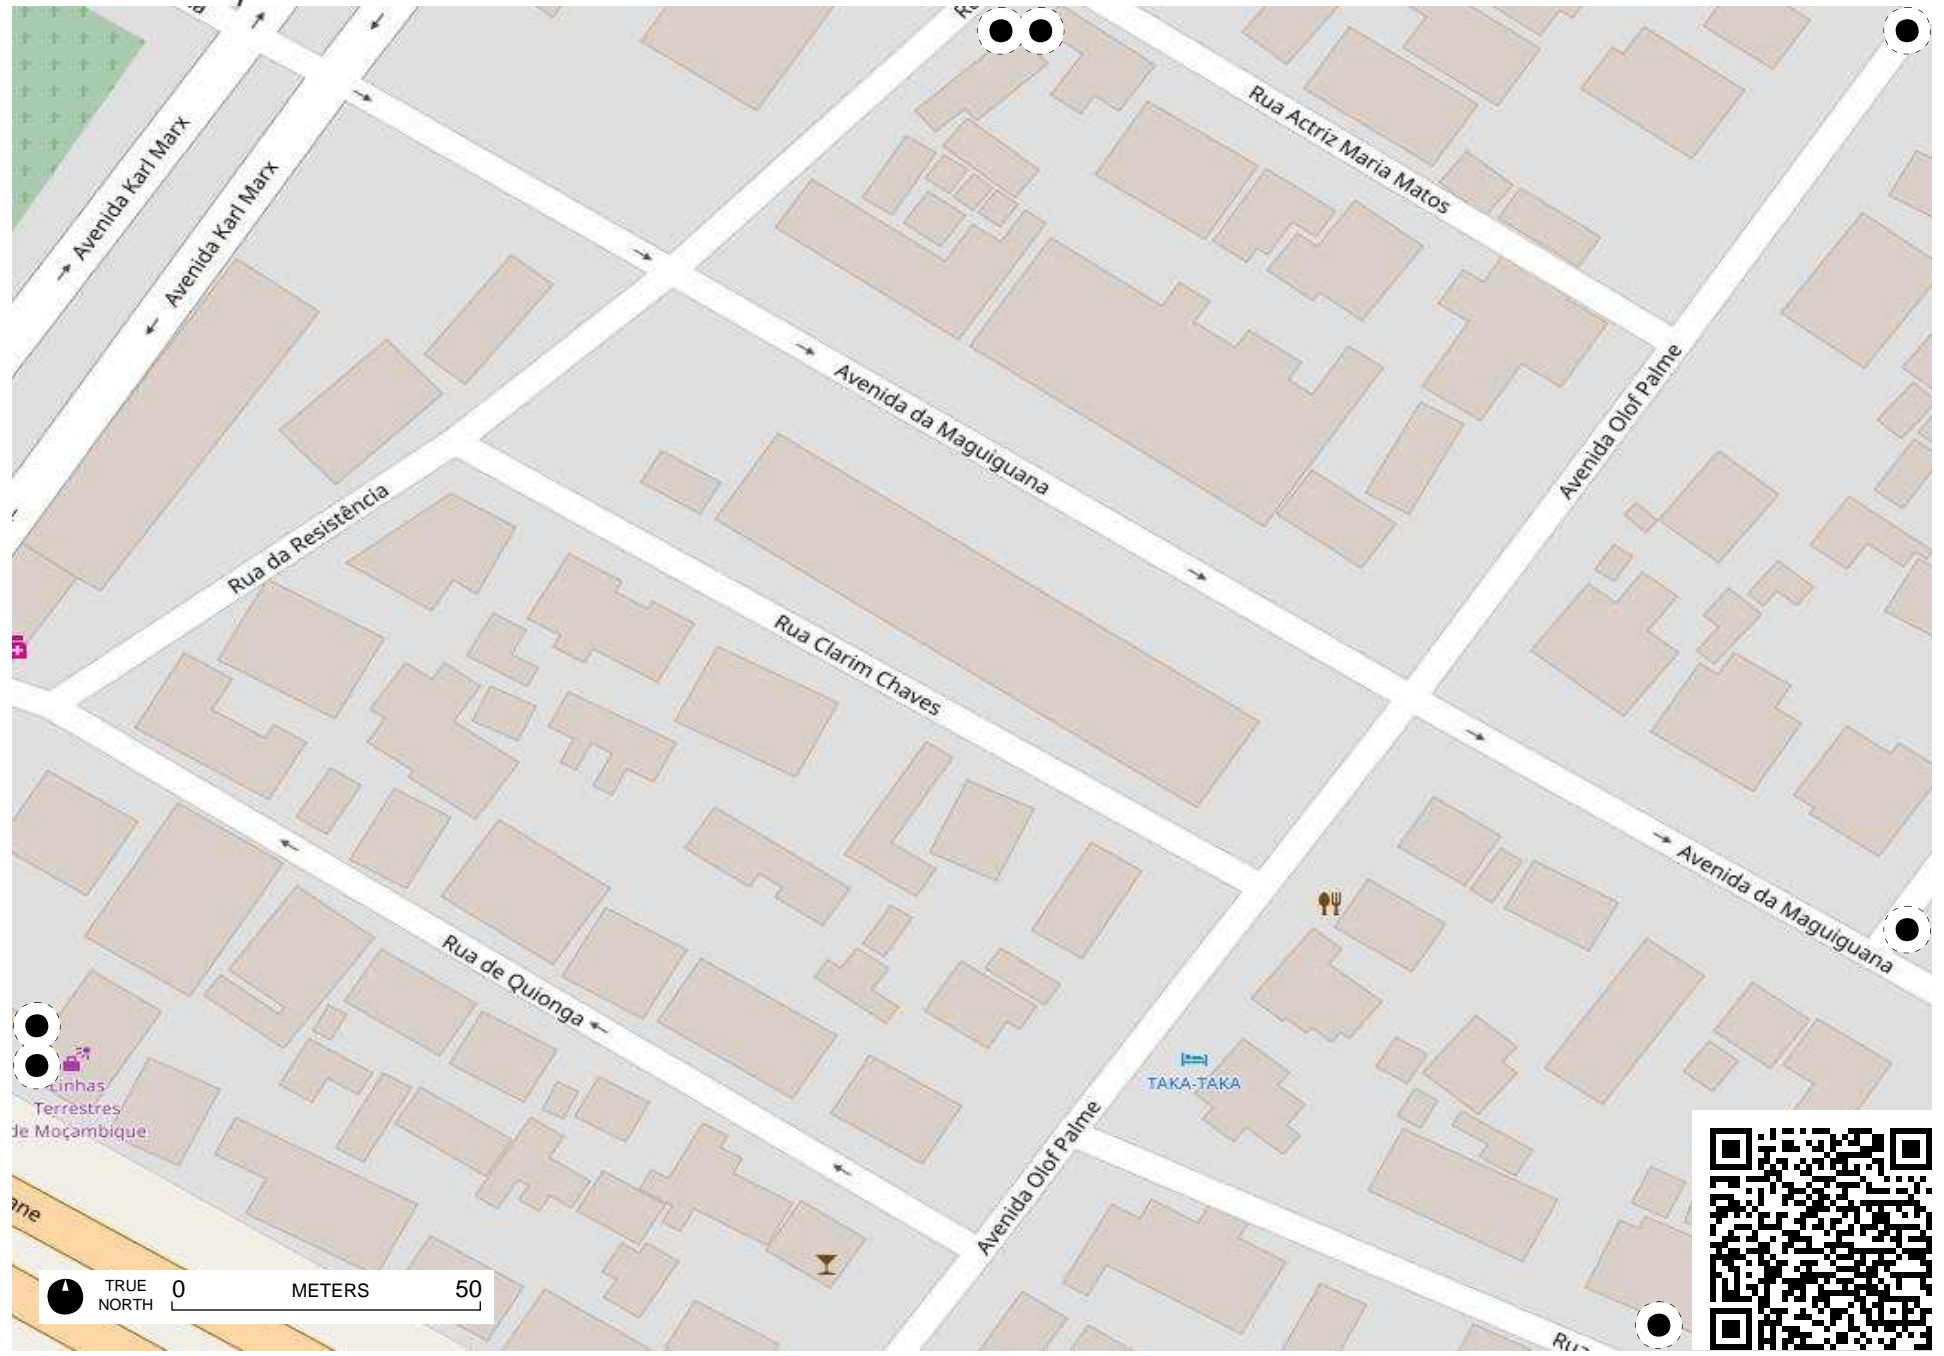 Avenida Karl Marx
Avenida Karl Marx
Rua Actriz Maria Matos
Avenida Olof Palme
Avenida da Maguiguana
Rua da Resistência
Rua Clarim Chaves
Avenida da Maguiguana
Rua de Quionga
Linhas
Terrestres
de Moçambique
TAKA-TAKA
Avenida Olof Palme
TRUE
NORTH
0 METERS 50